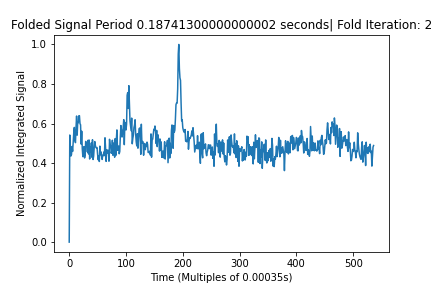 Folded Signal Period 0.18741300000000002 seconds| Fold Iteration: 2
1.0
0.8
0.6
0.4
0.2
0.0
Normalized Integrated Signal
0 100 200 300 400 500
Time (Multiples of 0.00035s)